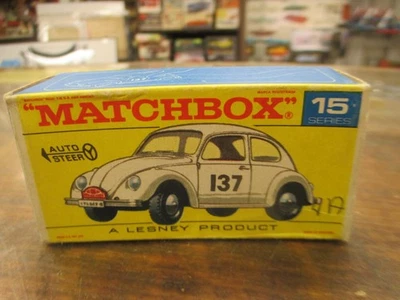 "MATCHBOX"®
15
SERIES
AUTO
STEER
137
A LESNEY PRODUCT